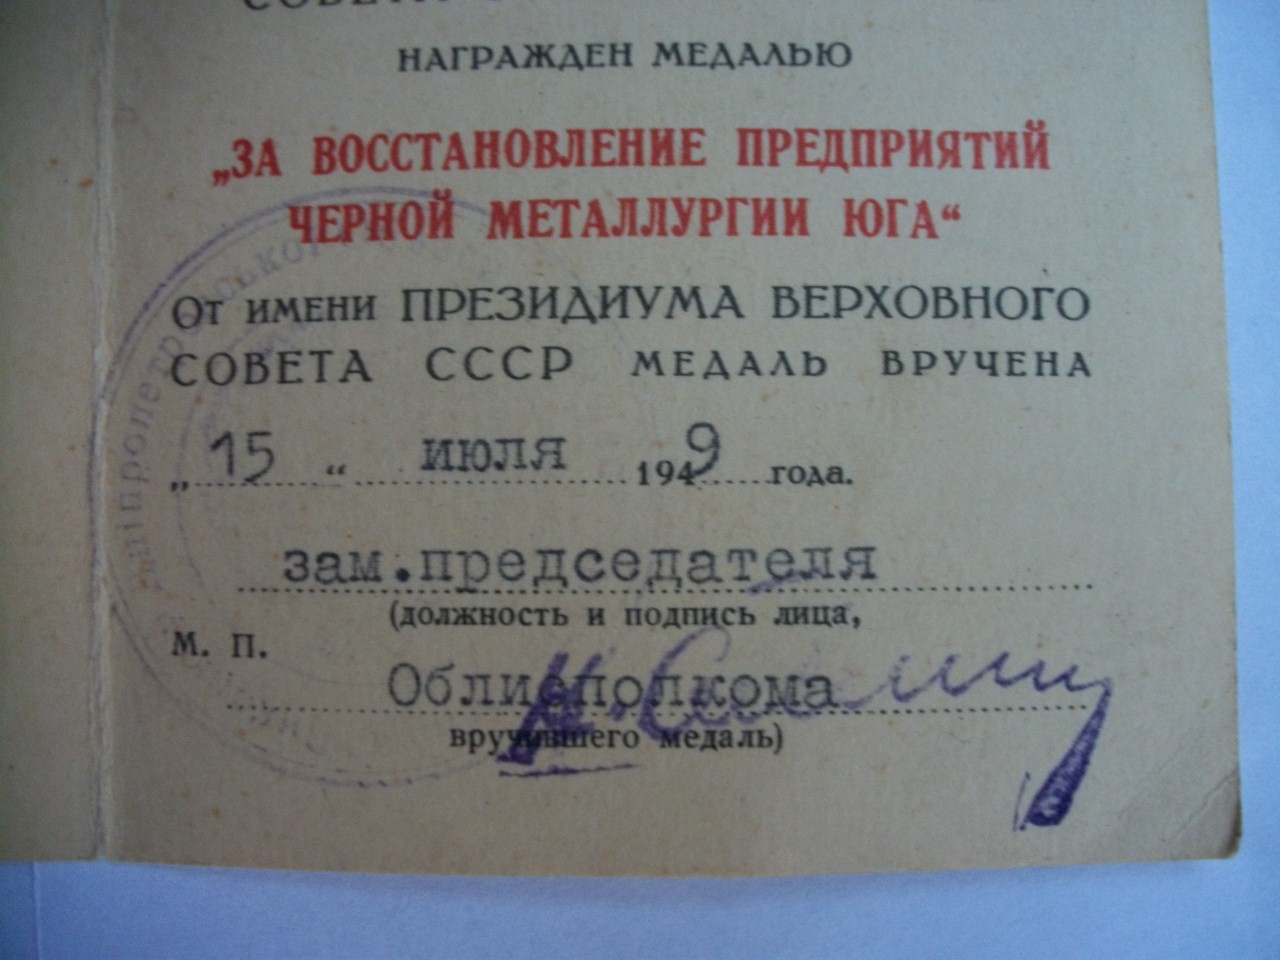 СОВЕТА
НАГРАЖДЕН МЕДАЛЬЮ
„ЗА ВОССТАНОВЛЕНИЕ ПРЕДПРИЯТИЙ
ЧЕРНОЙ МЕТАЛЛУРГИИ ЮГА“
От имени ПРЕЗИДИУМА ВЕРХОВНОГО
СОВЕТА СССР МЕДАЛЬ ВРУЧЕНА
„15“ июля 1949 года.
зам.председателя
(должность и подпись лица,
М. П.
Облисполкома
вручившего медаль)